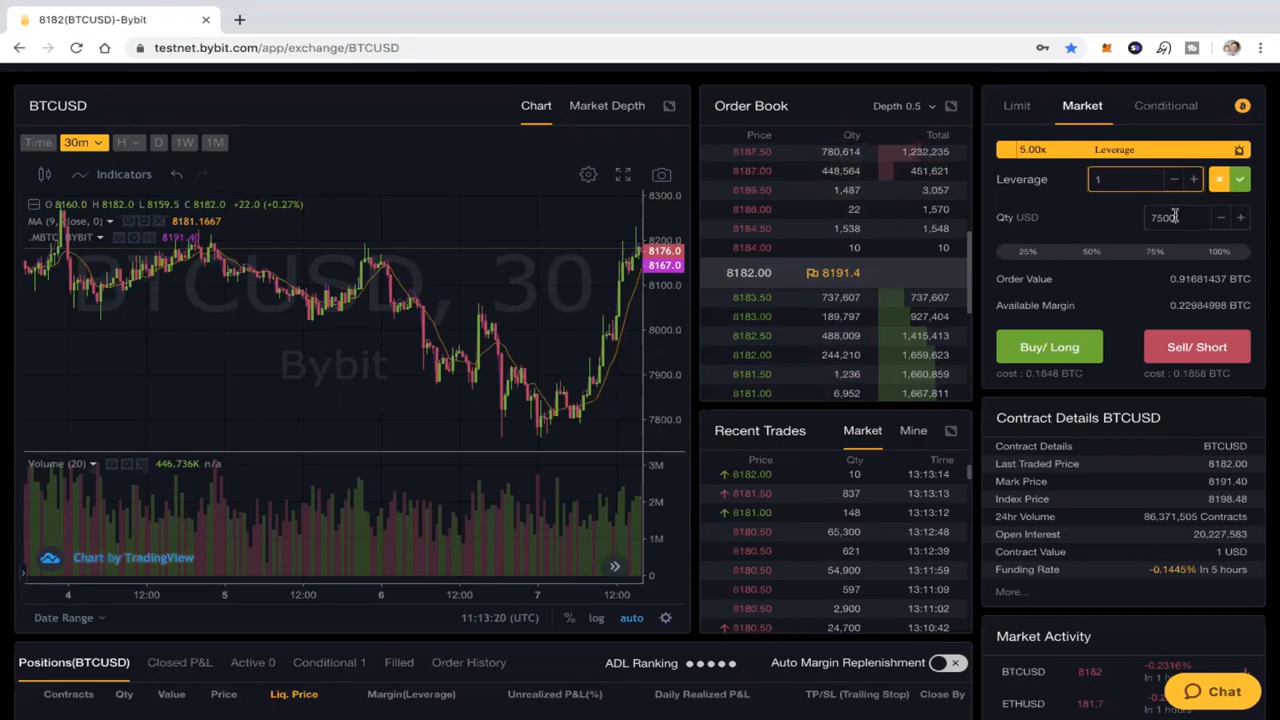 8182(BTCUSD)-Bybit
testnet.bybit.com/app/exchange/BTCUSD
BTCUSD
Chart
Market Depth
Time
30m
H
D
1W
1M
Indicators
O 8160.0 H 8182.0 L 8159.5 C 8182.0 +22.0 (+0.27%)
MA (9, close, 0)
8181.1667
.MBTC, BYBIT
BTCUSD, 30
Bybit
8300.0
8200.0
8176.0
8167.0
8100.0
8000.0
7900.0
7800.0
Volume (20)
446.736K n/a
3M
2M
1M
0
Chart by TradingView
4
12:00
5
12:00
6
12:00
7
12:00
Date Range
11:13:20 (UTC)
%
log
auto
Order Book
Depth 0.5
Price Qty Total
8187.50 780,614 1,232,235
8187.00 448,564 451,621
8186.50 1,487 3,057
8186.00 22 1,570
8184.50 1,538 1,548
8184.00 10 10
8182.00 8191.4
8183.50 737,607 737,607
8183.00 189,797 927,404
8182.50 488,009 1,415,413
8182.00 244,210 1,659,623
8181.50 1,236 1,660,859
8181.00 6,952 1,667,811
Recent Trades
Market
Mine
Price Qty Time
8182.00 10 13:13:14
8181.50 837 13:13:13
8181.00 148 13:13:12
8180.50 65,300 13:12:48
8180.50 621 13:12:39
8180.50 54,900 13:11:59
8180.50 597 13:11:09
8180.50 2,900 13:11:02
8180.50 24,700 13:10:42
Limit
Market
Conditional
5.00x Leverage
Leverage 1
Qty USD 7500
25% 50% 75% 100%
Order Value 0.91681437 BTC
Available Margin 0.22984998 BTC
Buy/ Long
Sell/ Short
cost : 0.1848 BTC
cost : 0.1858 BTC
Contract Details BTCUSD
Contract Details BTCUSD
Last Traded Price 8182.00
Mark Price 8191.40
Index Price 8198.48
24hr Volume 86,371,505 Contracts
Open Interest 20,227,583
Contract Value 1 USD
Funding Rate -0.1445% In 5 hours
More...
Market Activity
BTCUSD 8182 -0.2316%
ETHUSD 181.7
Chat
Positions(BTCUSD)
Closed P&L
Active 0
Conditional 1
Filled
Order History
ADL Ranking
Auto Margin Replenishment
Contracts Qty Value Price Liq. Price Margin(Leverage) Unrealized P&L(%) Daily Realized P&L TP/SL (Trailing Stop) Close By